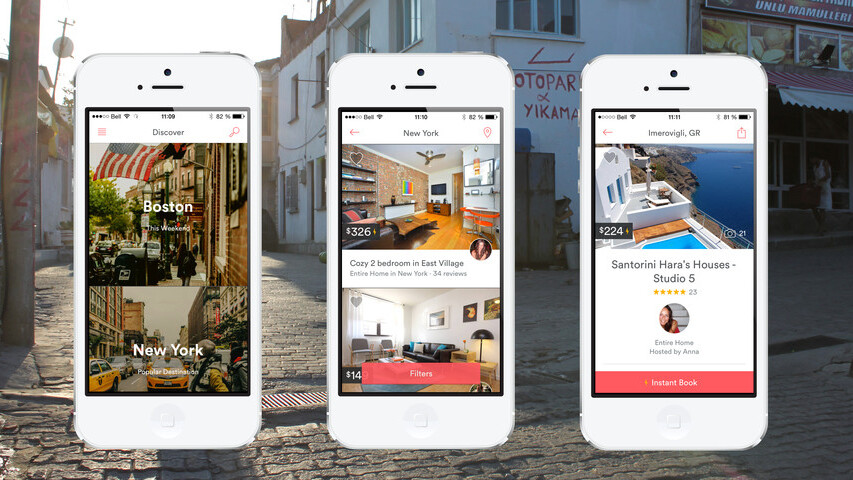 OTOPARK
YIKAMA
UNLU MAMULLERİ
Bell
11:09
82 %
Discover
Boston
This Weekend
New York
Popular Destination
Bell
11:10
82 %
New York
$326
Cozy 2 bedroom in East Village
Entire Home in New York · 34 reviews
$14
Filters
Bell
11:11
81 %
Imerovigli, GR
$224
21
Santorini Hara's Houses -
Studio 5
23
Entire Home
Hosted by Anna
Instant Book